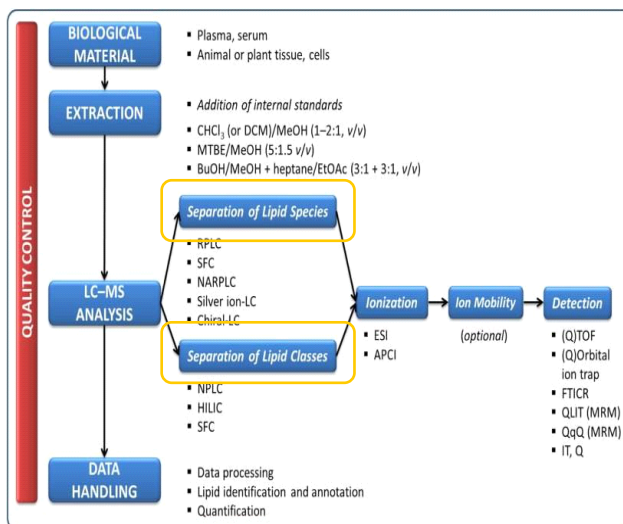 QUALITY CONTROL
BIOLOGICAL
MATERIAL
▪ Plasma, serum
▪ Animal or plant tissue, cells
EXTRACTION
▪ Addition of internal standards
▪ CHCl₃ (or DCM)/MeOH (1–2:1, v/v)
▪ MTBE/MeOH (5:1.5 v/v)
▪ BuOH/MeOH + heptane/EtOAc (3:1 + 3:1, v/v)
LC–MS
ANALYSIS
Separation of Lipid Species
▪ RPLC
▪ SFC
▪ NARPLC
▪ Silver ion-LC
▪ Chiral-LC
Separation of Lipid Classes
▪ NPLC
▪ HILIC
▪ SFC
Ionization
▪ ESI
▪ APCI
Ion Mobility
(optional)
Detection
▪ (Q)TOF
▪ (Q)Orbital
ion trap
▪ FTICR
▪ QLIT (MRM)
▪ QqQ (MRM)
▪ IT, Q
DATA
HANDLING
▪ Data processing
▪ Lipid identification and annotation
▪ Quantification